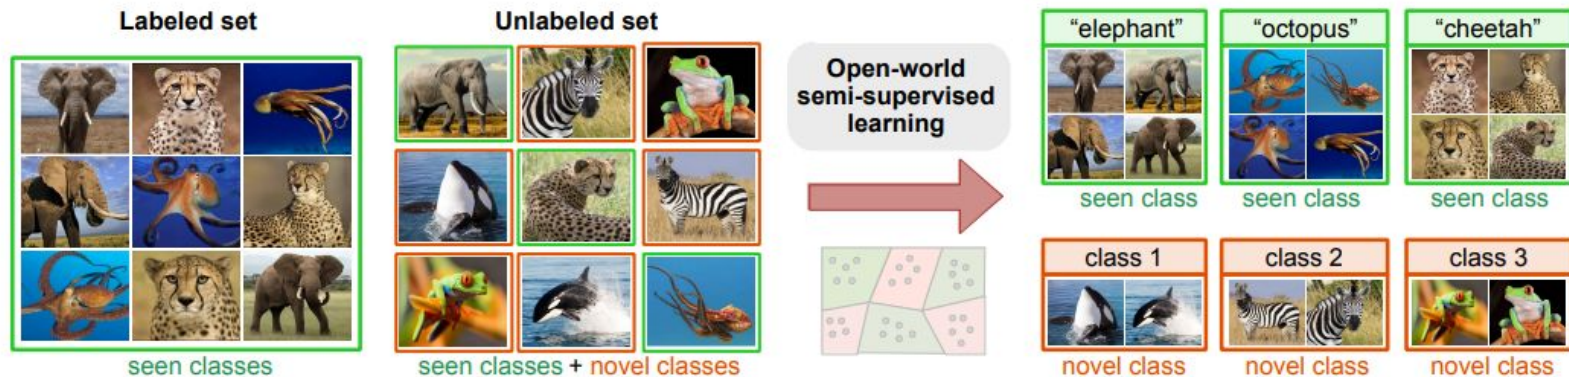 Labeled set
seen classes
Unlabeled set
seen classes + novel classes
Open-world
semi-supervised
learning
“elephant”
seen class
“octopus”
seen class
“cheetah”
seen class
class 1
novel class
class 2
novel class
class 3
novel class